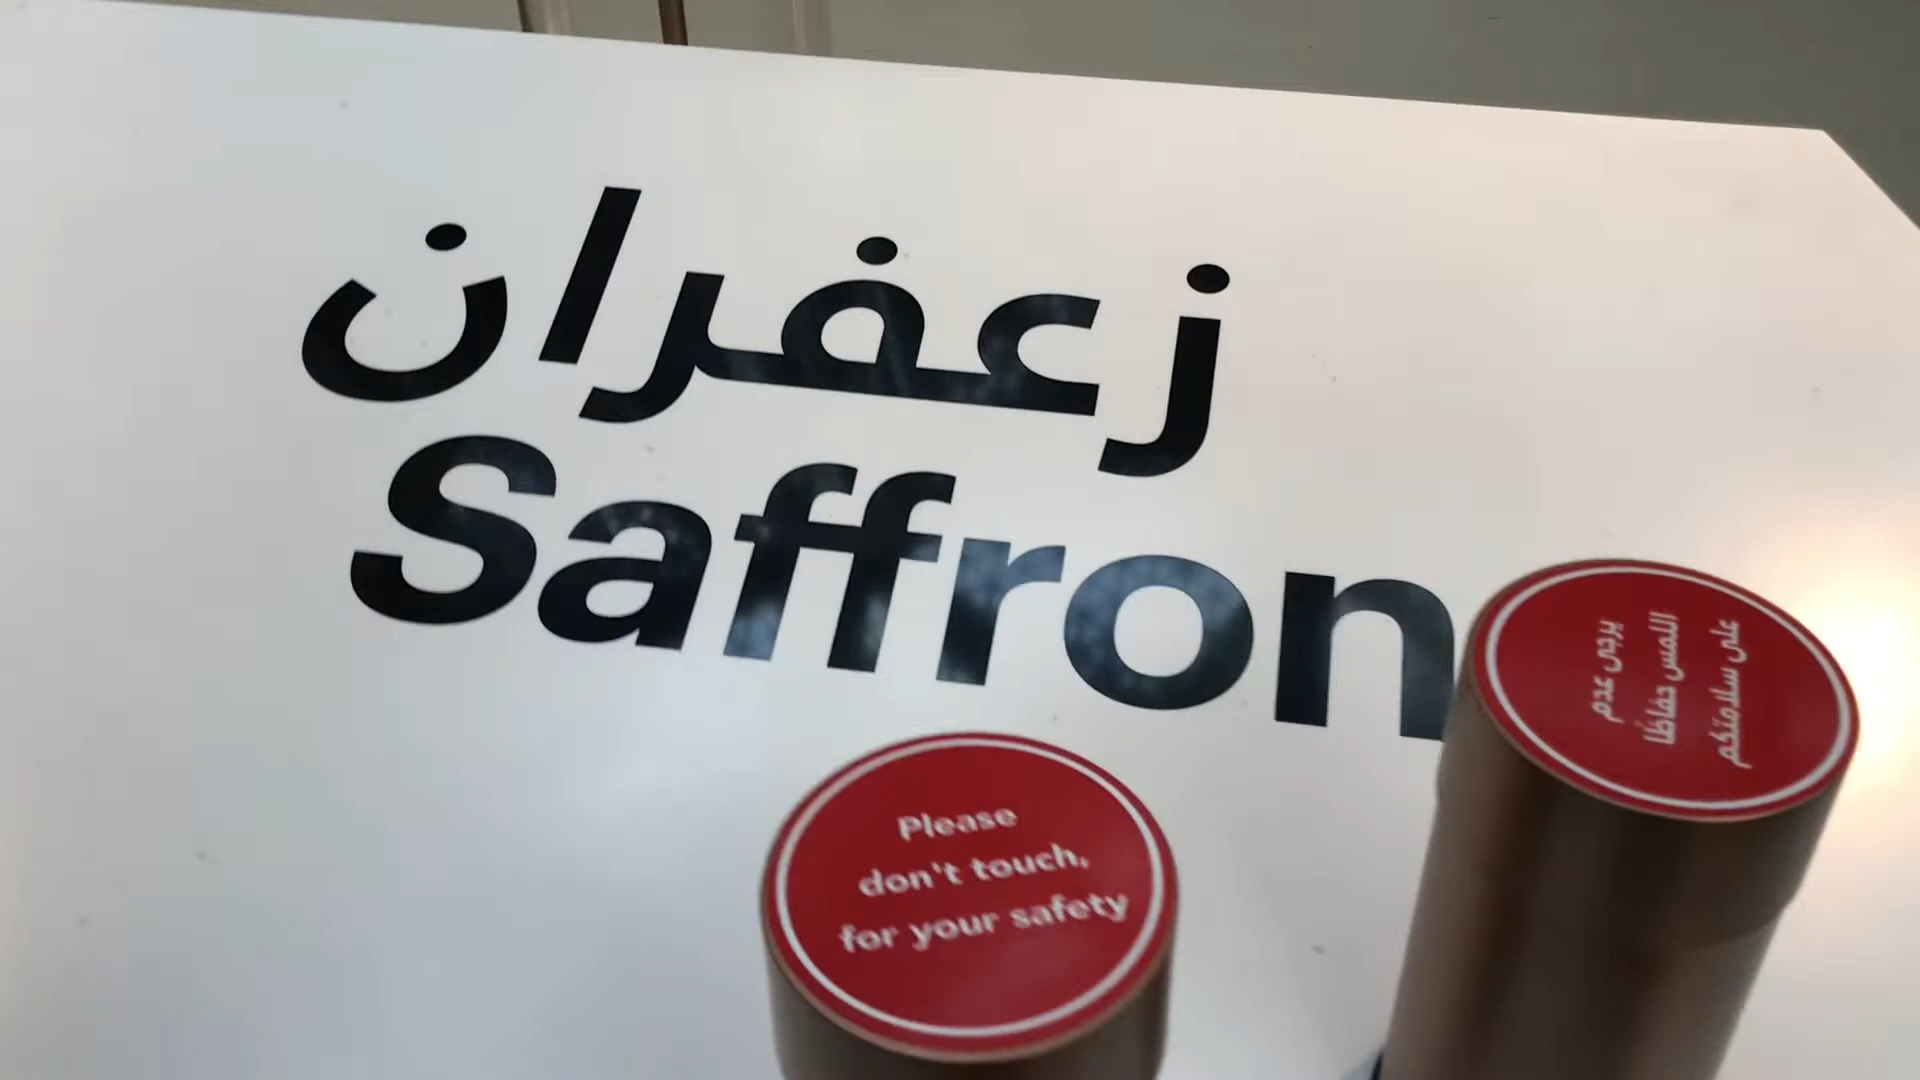 زعفران
Saffron
Please
don't touch,
for your safety
يرجى عدم
اللمس حفاظًا
على سلامتكم